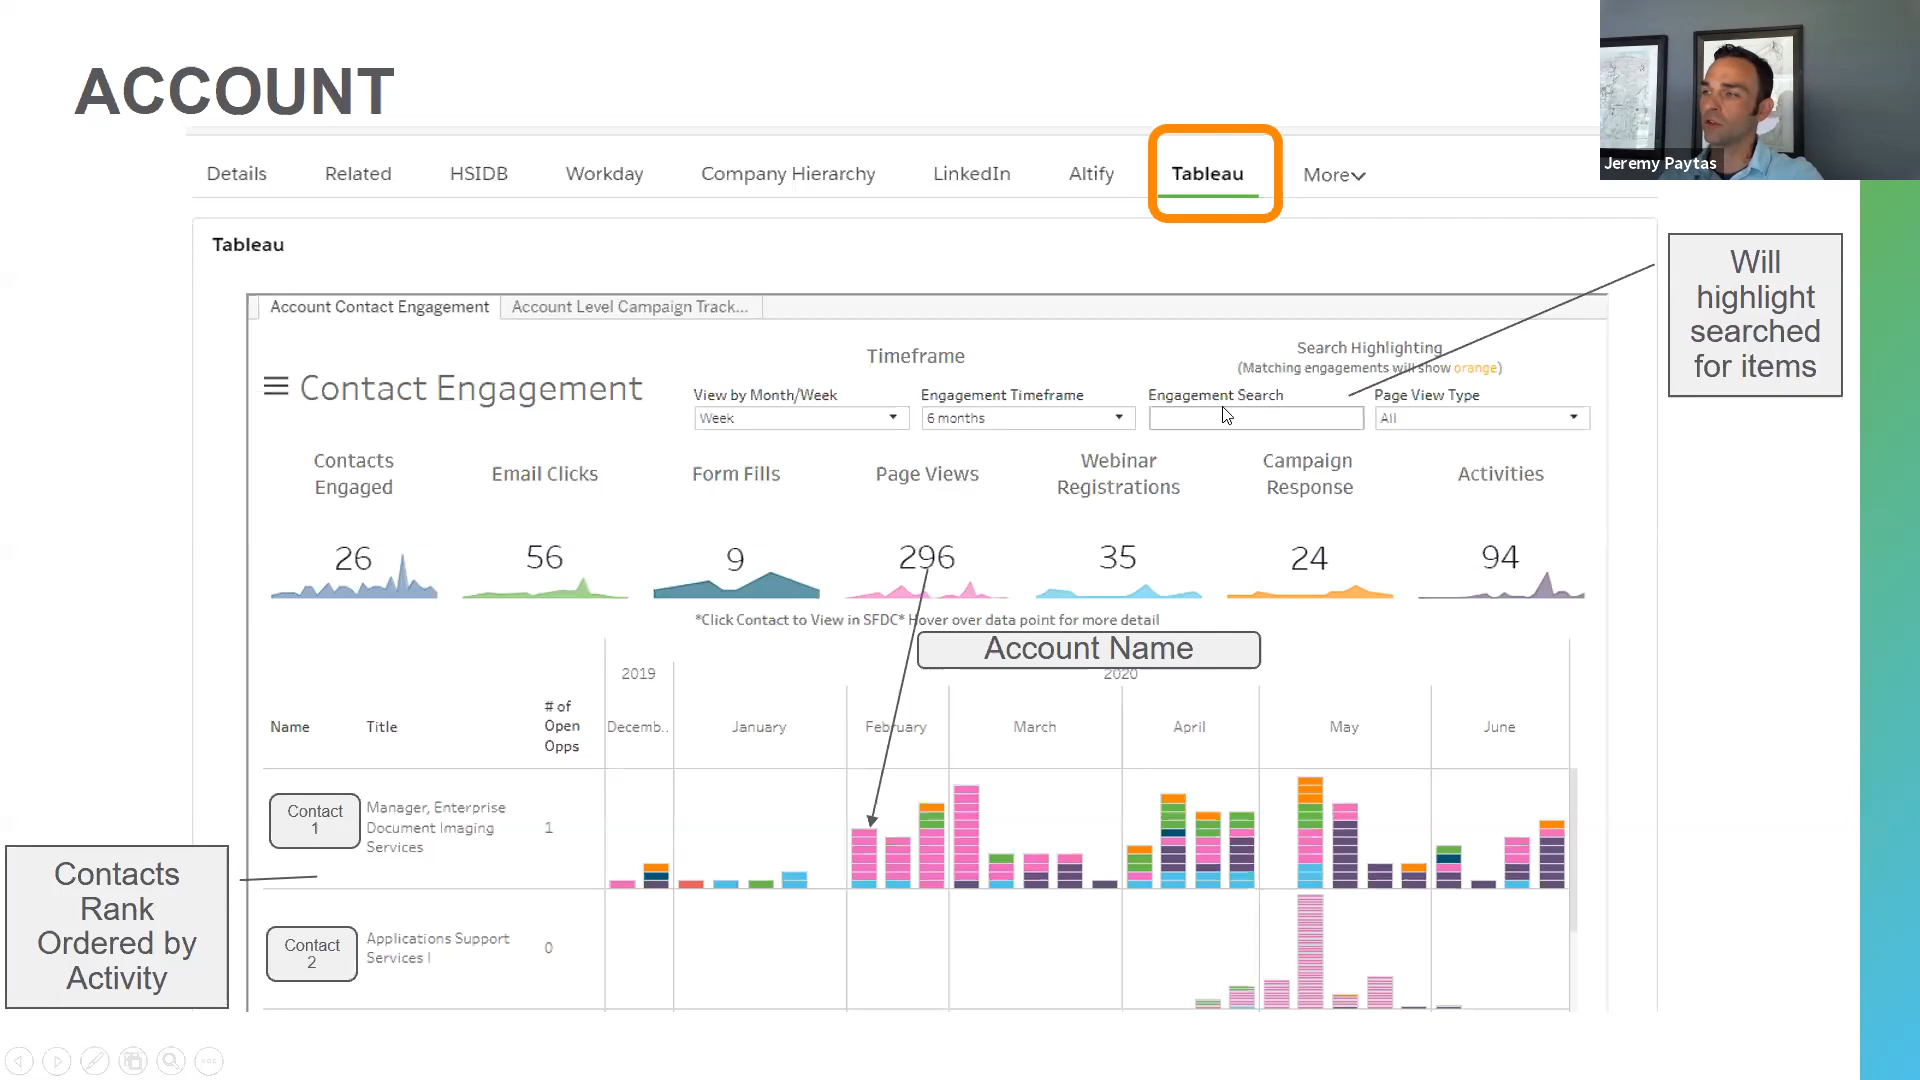 ACCOUNT
Jeremy Paytas
Details Related HSIDB Workday Company Hierarchy LinkedIn Altify Tableau More
Tableau
Will
highlight
searched
for items
Account Contact Engagement Account Level Campaign Track...
Contact Engagement
Timeframe
Search Highlighting
(Matching engagements will show orange)
View by Month/Week Engagement Timeframe Engagement Search Page View Type
Week 6 months All
Contacts
Engaged
Email Clicks
Form Fills
Page Views
Webinar
Registrations
Campaign
Response
Activities
26 56 9 296 35 24 94
*Click Contact to View in SFDC* Hover over data point for more detail
Account Name
2019 2020
Name Title
# of
Open
Opps
Decemb.. January February March April May June
Contact
1
Manager, Enterprise
Document Imaging
Services
1
Contacts
Rank
Ordered by
Activity
Contact
2
Applications Support
Services I
0